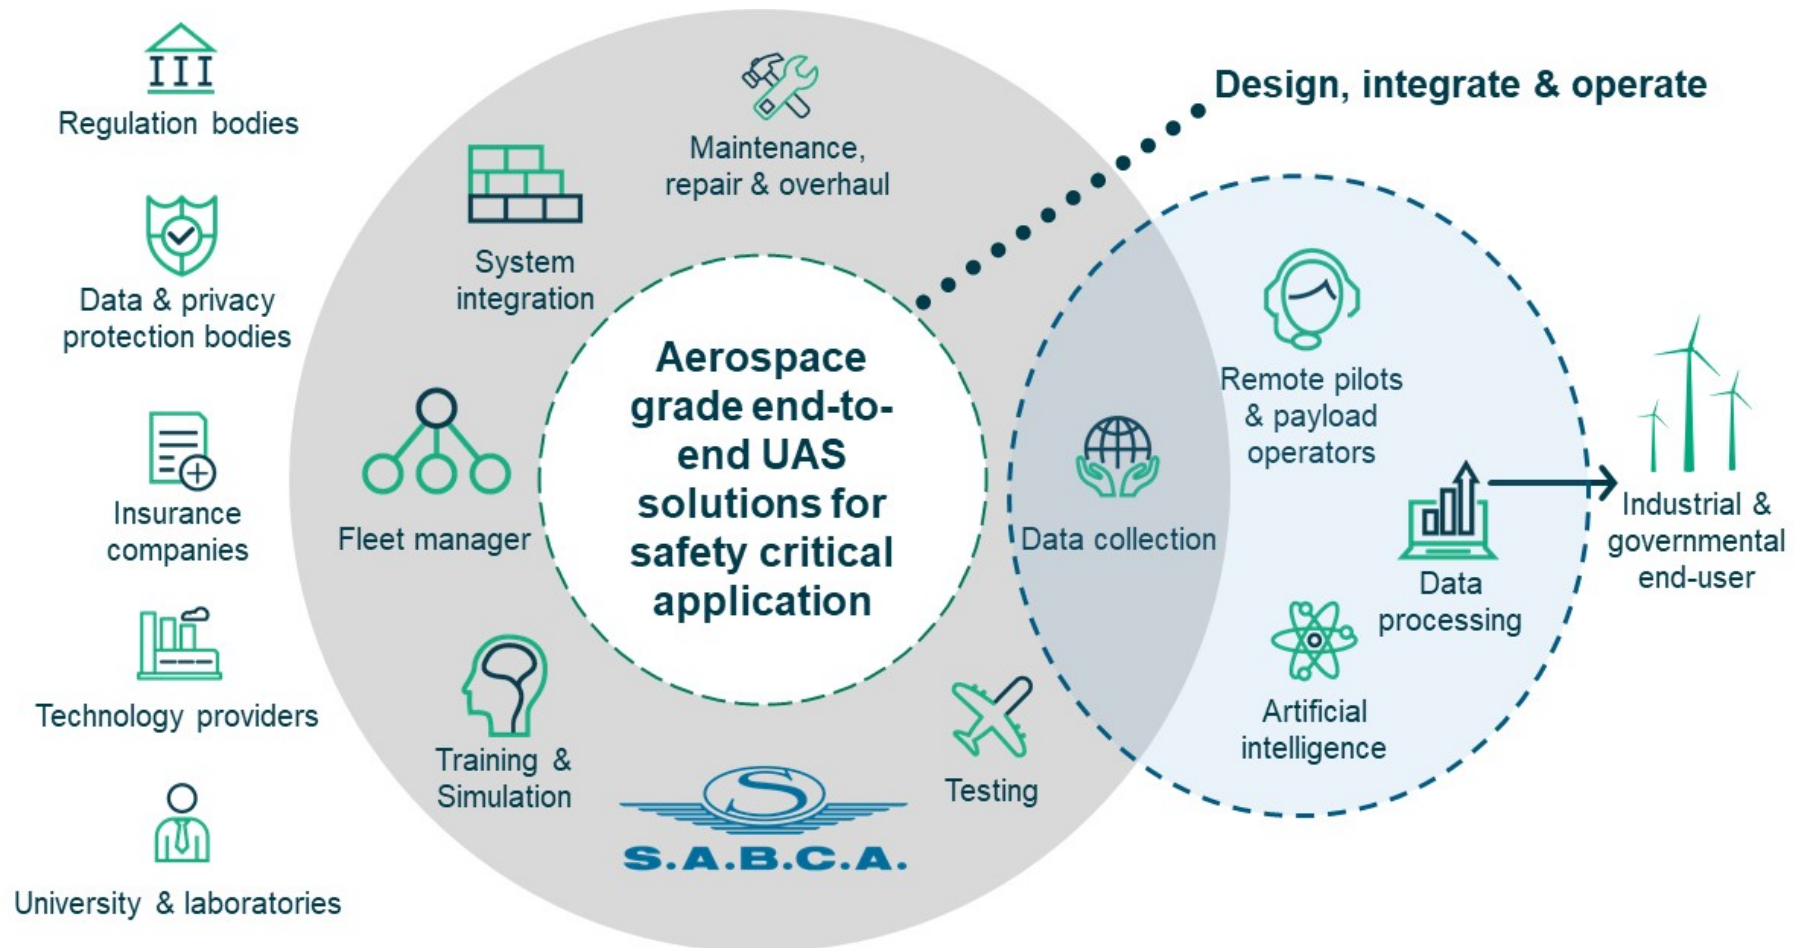 Regulation bodies
Data & privacy
protection bodies
Insurance
companies
Technology providers
University & laboratories
Maintenance,
repair & overhaul
System
integration
Fleet manager
Training &
Simulation
S
S.A.B.C.A.
Testing
Aerospace
grade end-to-
end UAS
solutions for
safety critical
application
Design, integrate & operate
Data collection
Remote pilots
& payload
operators
Data
processing
Artificial
intelligence
Industrial &
governmental
end-user